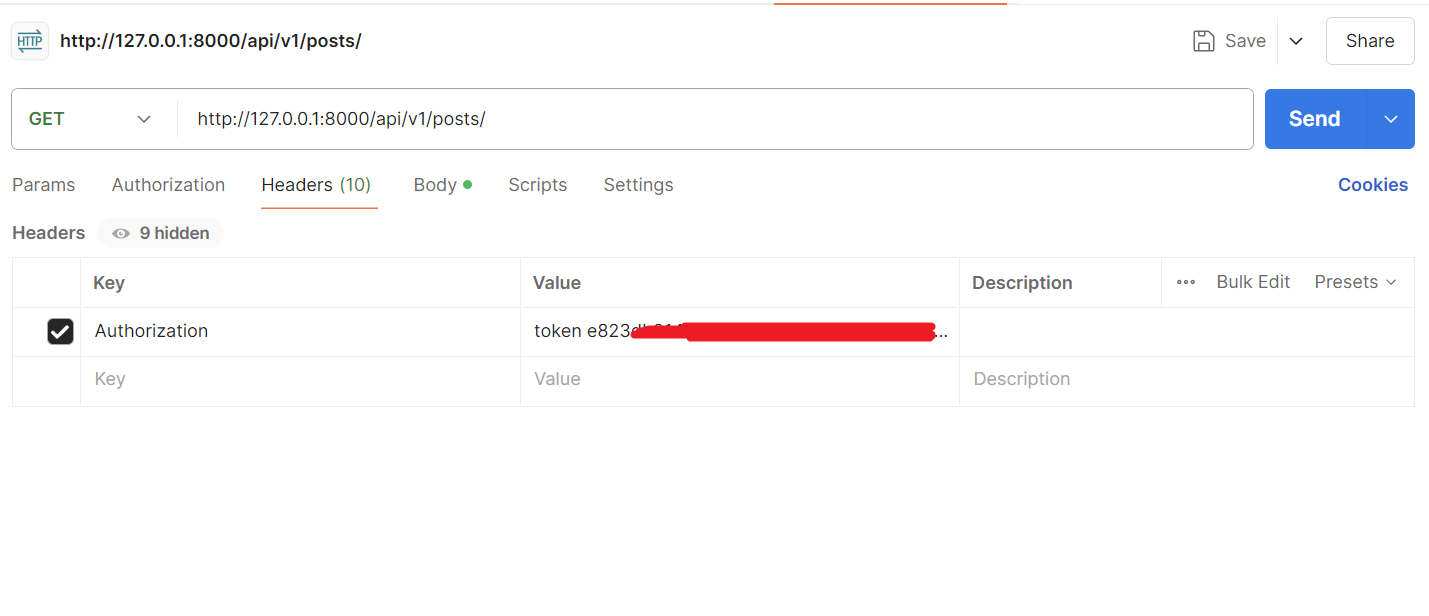 HTTP http://127.0.0.1:8000/api/v1/posts/ Save Share
GET http://127.0.0.1:8000/api/v1/posts/ Send
Params Authorization Headers (10) Body Scripts Settings Cookies
Headers 9 hidden
Key Value Description Bulk Edit Presets
Authorization token e823 ...
Key Value Description